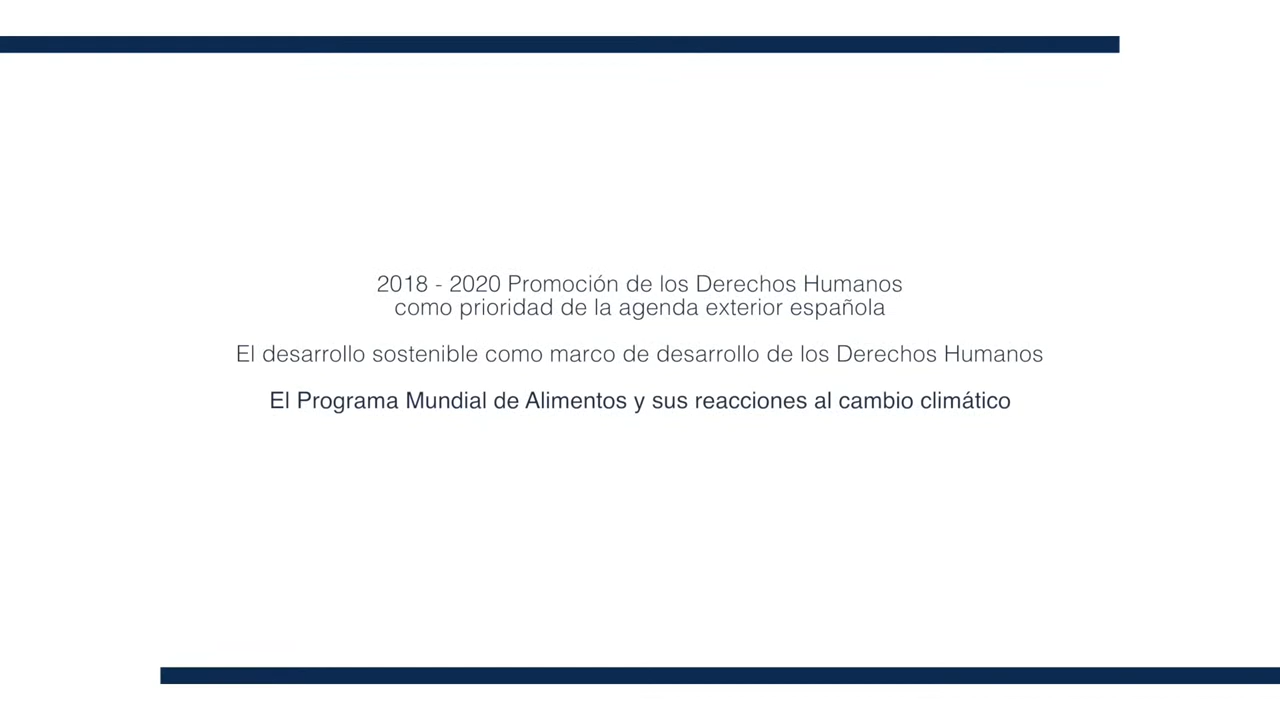 2018 - 2020 Promoción de los Derechos Humanos
como prioridad de la agenda exterior española
El desarrollo sostenible como marco de desarrollo de los Derechos Humanos
El Programa Mundial de Alimentos y sus reacciones al cambio climático